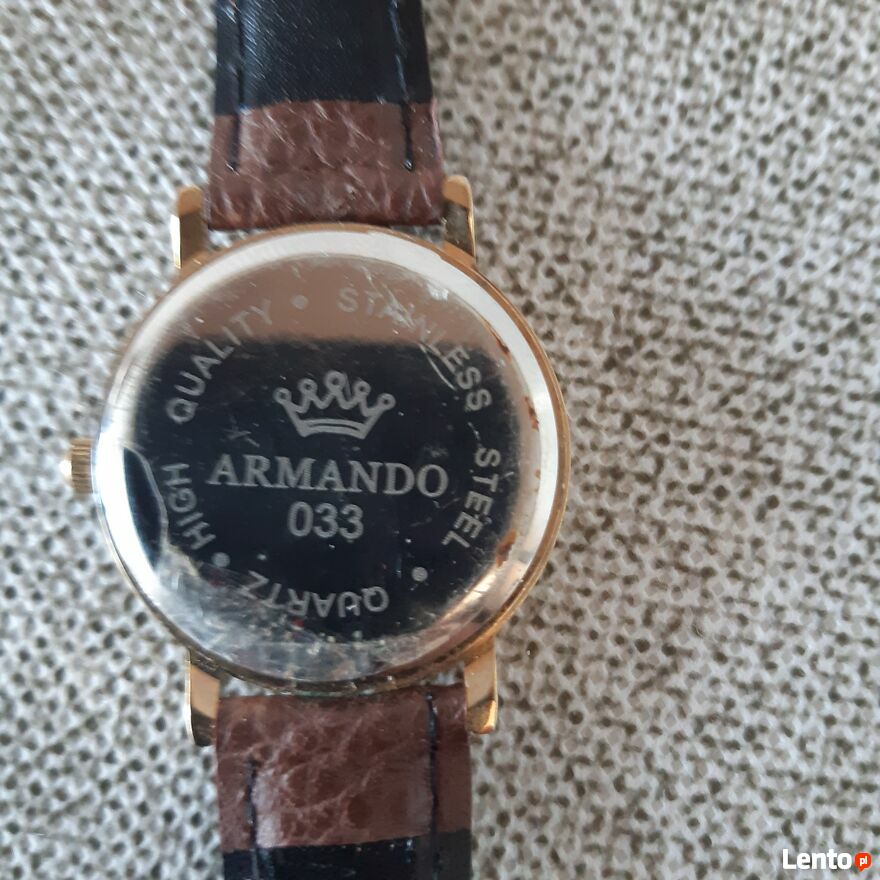 HIGH QUALITY • STAINLESS STEEL • QUARTZ •
ARMANDO
033
Lento pl